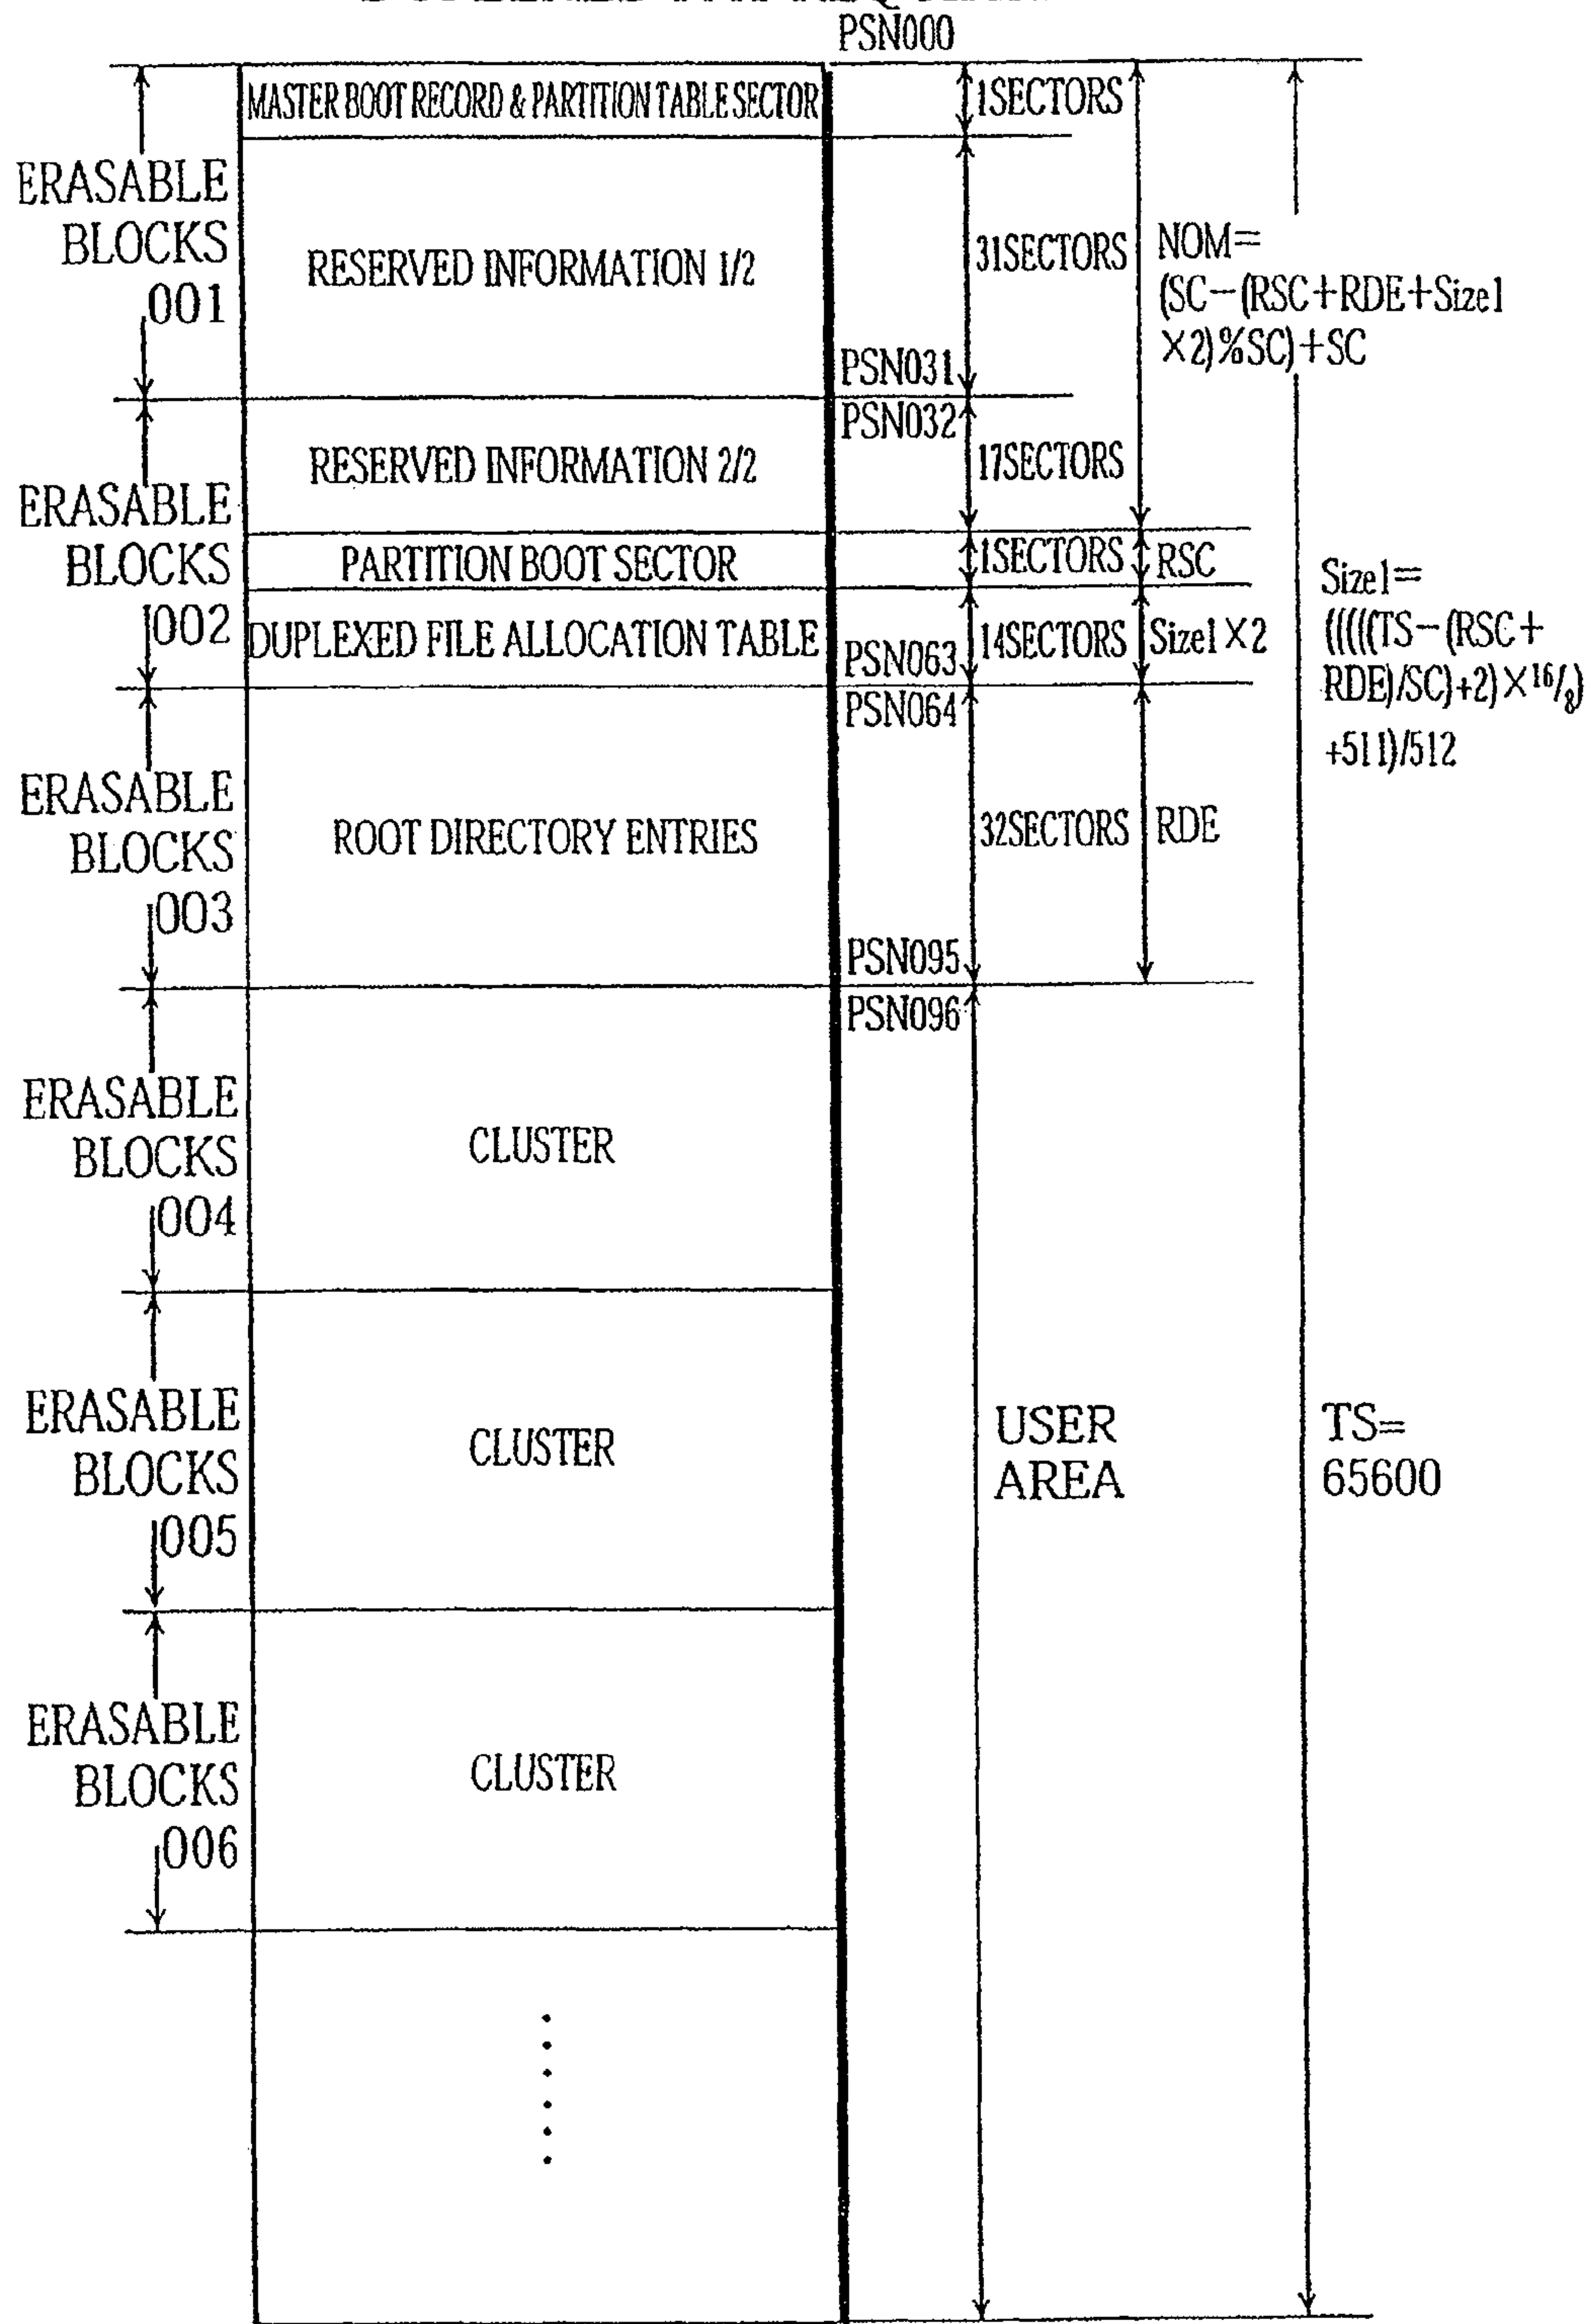 PSN000
MASTER BOOT RECORD & PARTITION TABLE SECTOR
1SECTORS
ERASABLE
BLOCKS
001
RESERVED INFORMATION 1/2
31SECTORS
NOM=
(SC-(RSC+RDE+Size1
×2)%SC)+SC
PSN031
PSN032
RESERVED INFORMATION 2/2
17SECTORS
ERASABLE
BLOCKS
002
PARTITION BOOT SECTOR
1SECTORS
RSC
DUPLEXED FILE ALLOCATION TABLE
PSN063
14SECTORS
Size1×2
Size1=
(((((TS-(RSC+
RDE)/SC)+2)×16/8)
+511)/512
PSN064
ERASABLE
BLOCKS
003
ROOT DIRECTORY ENTRIES
32SECTORS
RDE
PSN095
PSN096
ERASABLE
BLOCKS
004
CLUSTER
ERASABLE
BLOCKS
005
CLUSTER
USER
AREA
TS=
65600
ERASABLE
BLOCKS
006
CLUSTER